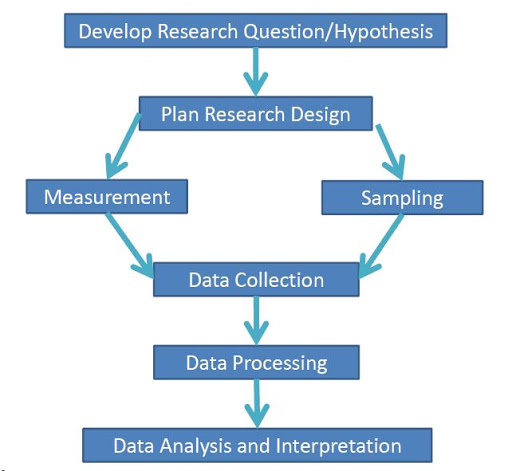 Develop Research Question/Hypothesis
Plan Research Design
Measurement
Sampling
Data Collection
Data Processing
Data Analysis and Interpretation